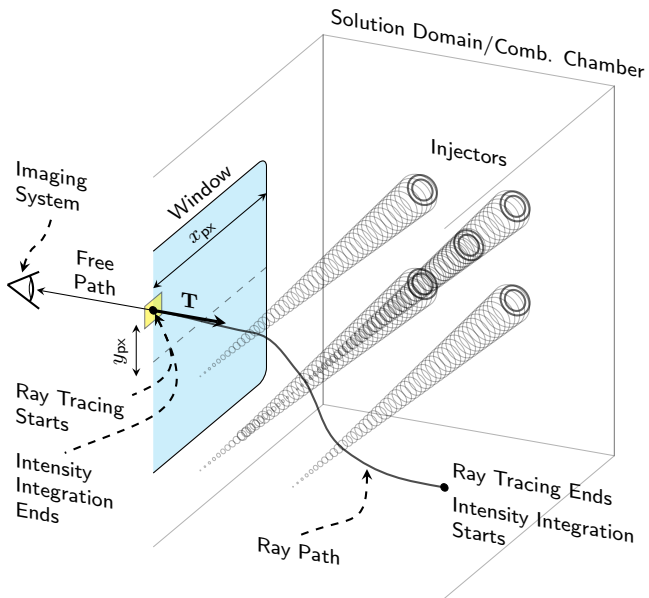 Solution Domain/Comb. Chamber
Injectors
Imaging
System
Window
x_px
Free
Path
T
y_px
Ray Tracing
Starts
Intensity
Integration
Ends
Ray Tracing Ends
Intensity Integration
Starts
Ray Path